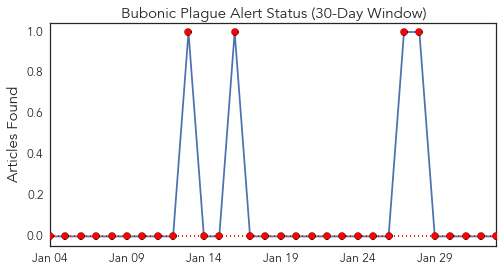 Bubonic Plague Alert Status (30-Day Window)
Articles Found
1.0
0.8
0.6
0.4
0.2
0.0
Jan 04 Jan 09 Jan 14 Jan 19 Jan 24 Jan 29